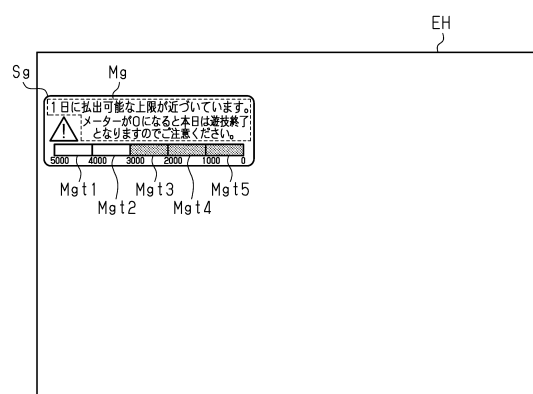 EH
Sg
Mg
1日に払出可能な上限が近づいています。
メーターが0になると本日は遊技終了
となりますのでご注意ください。
5000 4000 3000 2000 1000 0
Mgt1 Mgt3 Mgt5
Mgt2 Mgt4